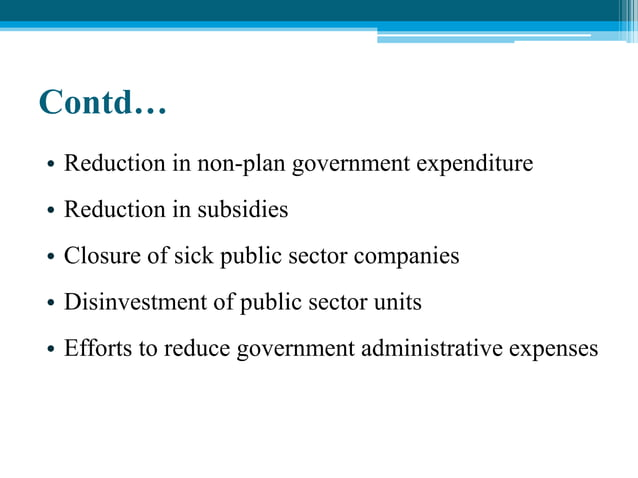 Contd…
• Reduction in non-plan government expenditure
• Reduction in subsidies
• Closure of sick public sector companies
• Disinvestment of public sector units
• Efforts to reduce government administrative expenses